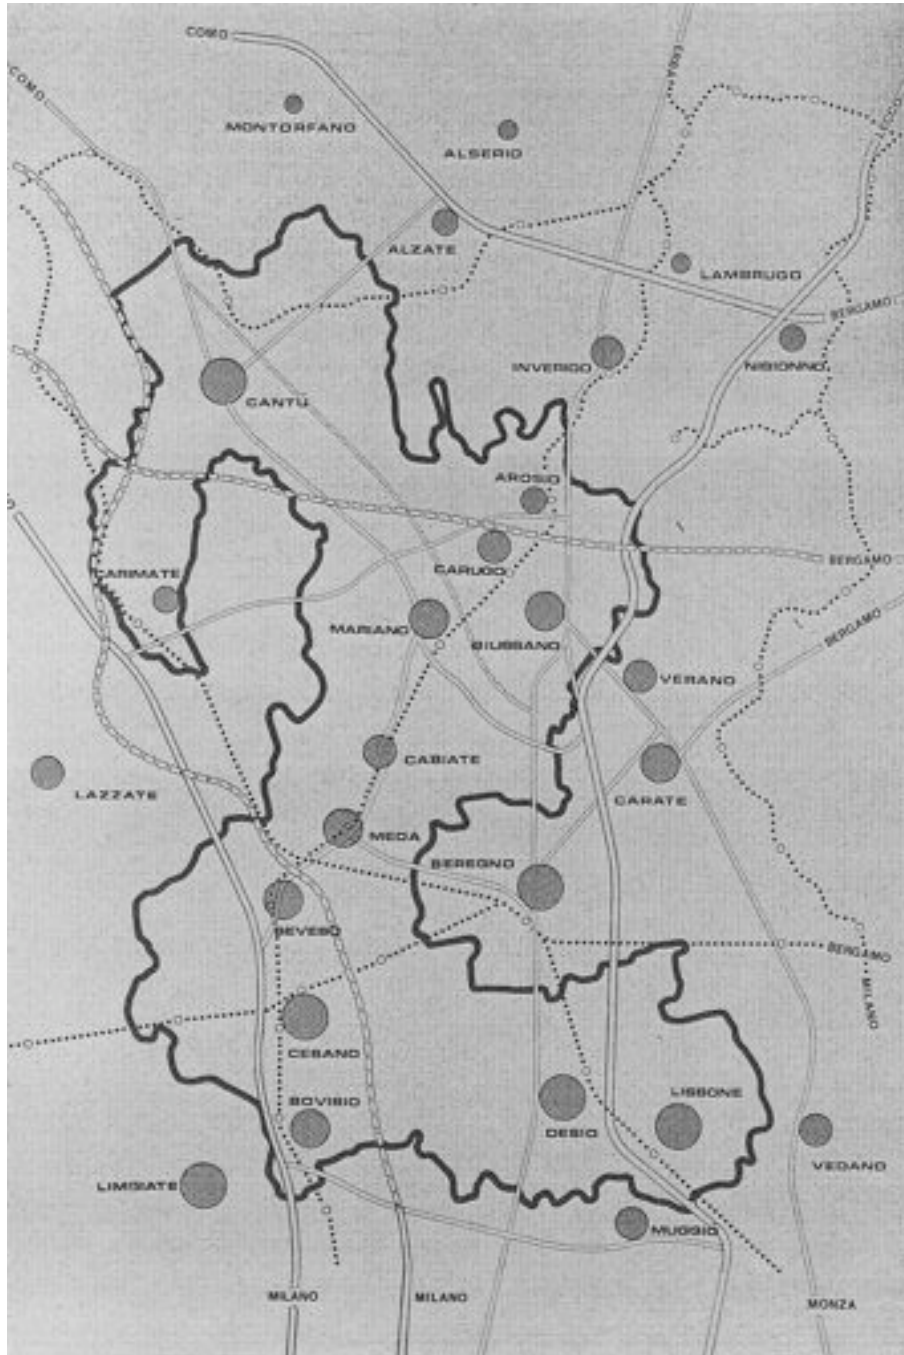 COMO
ERBA
COMO
MONTORFANO
ALSERIO
LECCO
ALZATE
LAMBRUGO
BERGAMO
INVERIGO
NIBIONNO
CANTÙ
AROSIO
CARUGO
BERGAMO
CARIMATE
MARIANO
GIUSSANO
BERGAMO
VERANO
CABIATE
LAZZATE
CARATE
MEDA
SEREGNO
SEVESO
BERGAMO
MILANO
CESANO
BOVISIO
LISSONE
DESIO
VEDANO
LIMBIATE
MUGGIO
MILANO
MILANO
MONZA